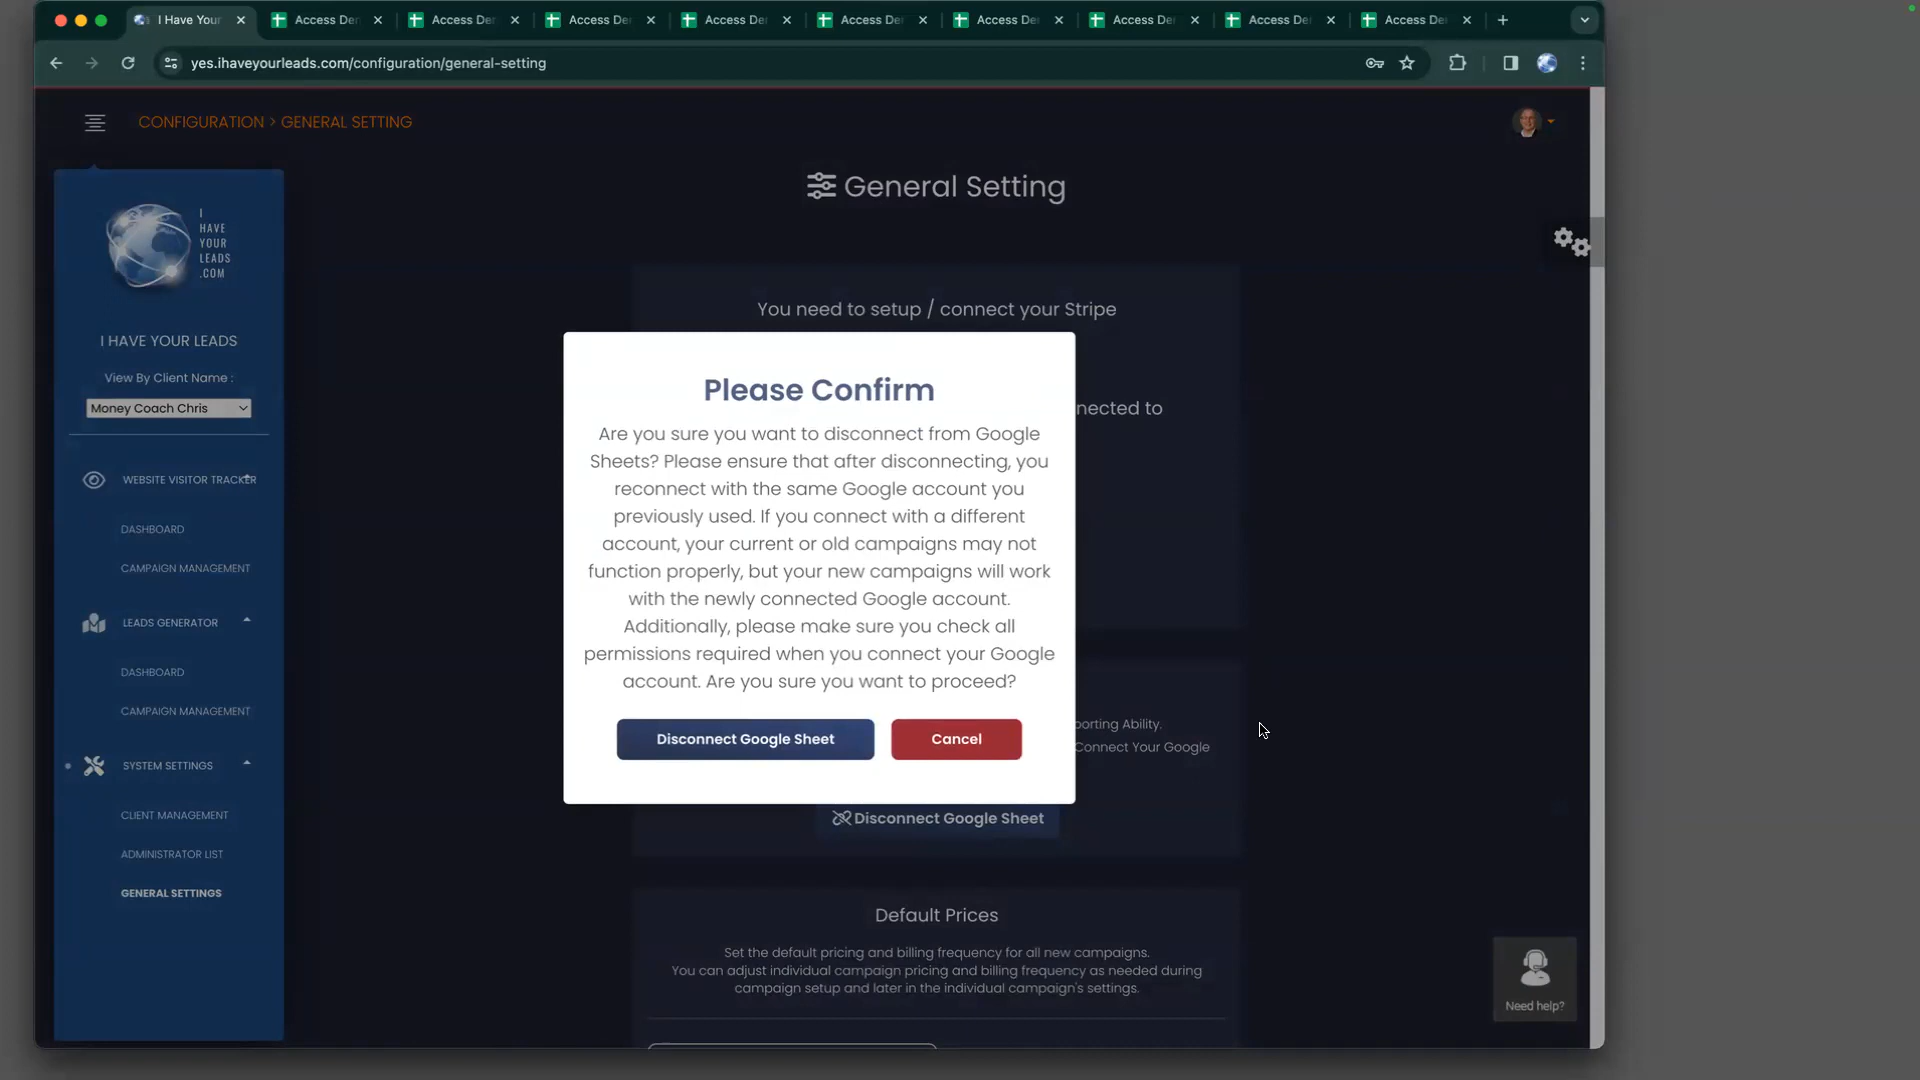 I Have Your
Access Der
Access De
Access De
Access De
Access De
Access De
Access De
Access De
Access De
yes.ihaveyourleads.com/configuration/general-setting
CONFIGURATION > GENERAL SETTING
General Setting
I
HAVE
YOUR
LEADS
.COM
I HAVE YOUR LEADS
View By Client Name :
Money Coach Chris
WEBSITE VISITOR TRACKER
DASHBOARD
CAMPAIGN MANAGEMENT
LEADS GENERATOR
DASHBOARD
CAMPAIGN MANAGEMENT
SYSTEM SETTINGS
CLIENT MANAGEMENT
ADMINISTRATOR LIST
GENERAL SETTINGS
You need to setup / connect your Stripe
nected to
Please Confirm
Are you sure you want to disconnect from Google
Sheets? Please ensure that after disconnecting, you
reconnect with the same Google account you
previously used. If you connect with a different
account, your current or old campaigns may not
function properly, but your new campaigns will work
with the newly connected Google account.
Additionally, please make sure you check all
permissions required when you connect your Google
account. Are you sure you want to proceed?
Disconnect Google Sheet
Cancel
porting Ability.
Connect Your Google
Disconnect Google Sheet
Default Prices
Set the default pricing and billing frequency for all new campaigns.
You can adjust individual campaign pricing and billing frequency as needed during
campaign setup and later in the individual campaign's settings.
Need help?